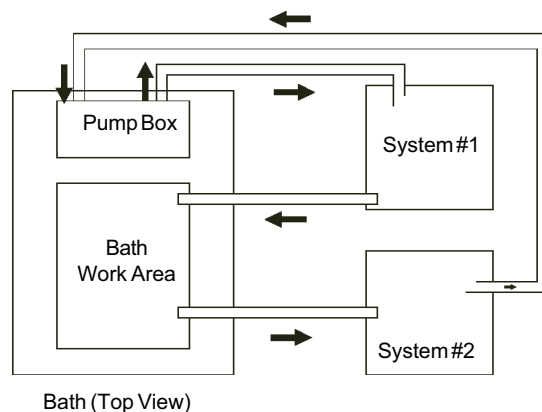 Pump Box
System #1
Bath
Work Area
System #2
Bath (Top View)